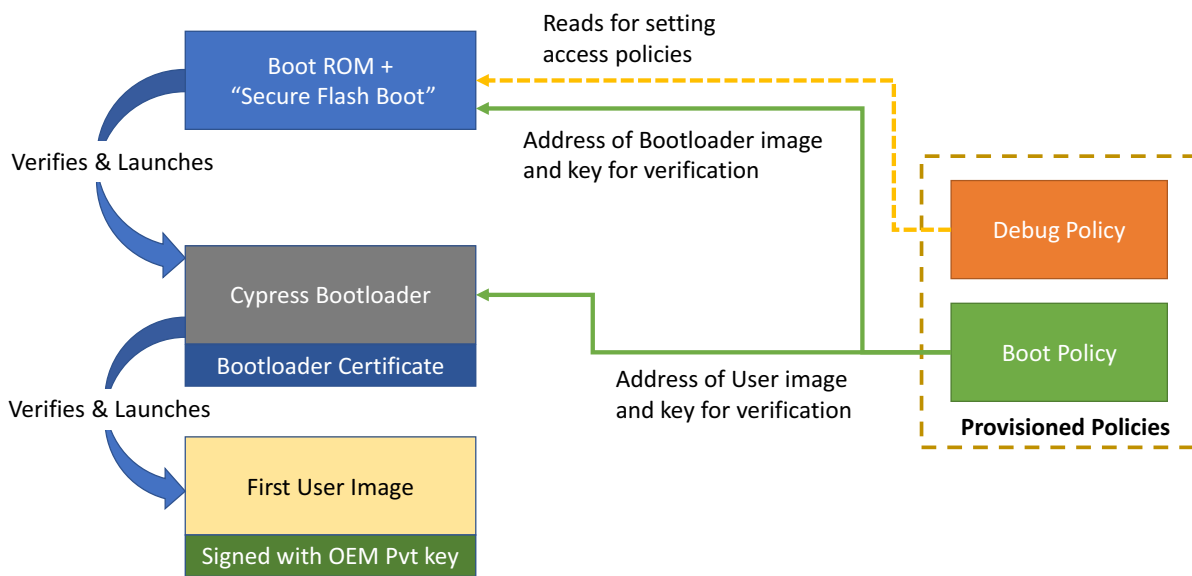 Reads for setting
access policies
Boot ROM +
“Secure Flash Boot”
Address of Bootloader image
and key for verification
Verifies & Launches
Debug Policy
Cypress Bootloader
Boot Policy
Bootloader Certificate
Address of User image
and key for verification
Verifies & Launches
Provisioned Policies
First User Image
Signed with OEM Pvt key